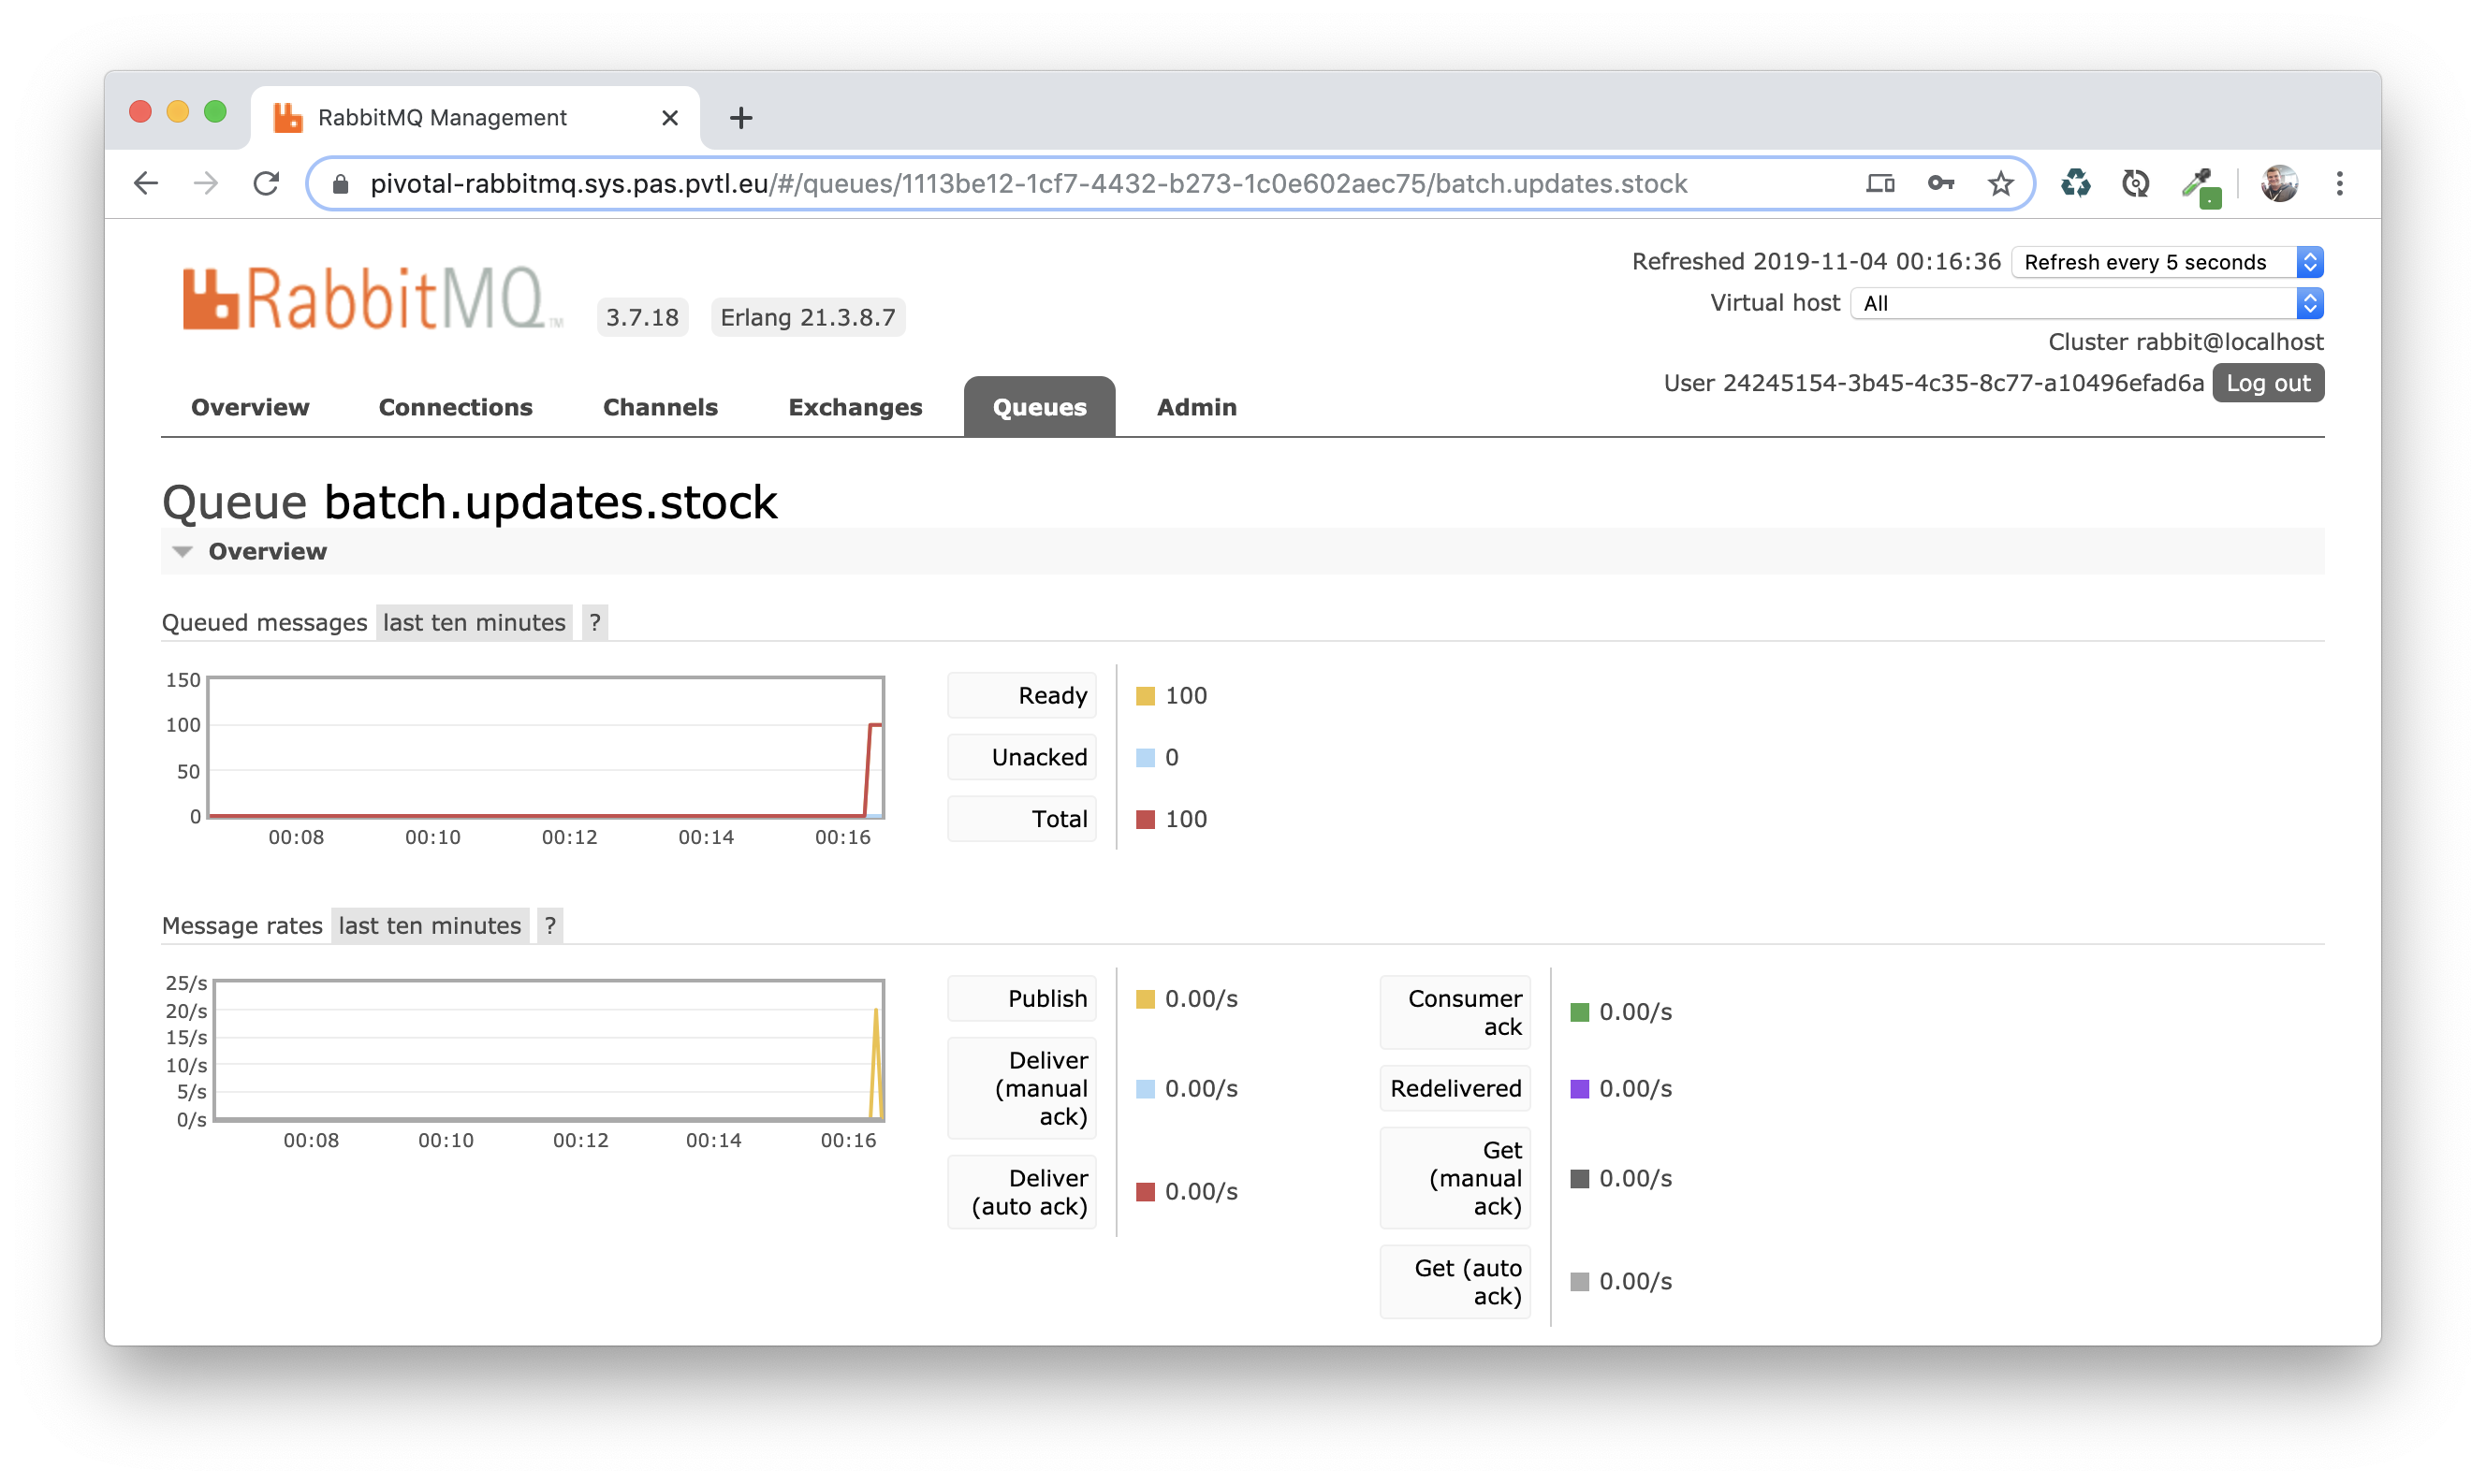 RabbitMQ Management
pivotal-rabbitmq.sys.pas.pvtl.eu/#/queues/1113be12-1cf7-4432-b273-1c0e602aec75/batch.updates.stock
RabbitMQ TM 3.7.18 Erlang 21.3.8.7
Refreshed 2019-11-04 00:16:36 Refresh every 5 seconds
Virtual host All
Cluster rabbit@localhost
User 24245154-3b45-4c35-8c77-a10496efad6a Log out
Overview Connections Channels Exchanges Queues Admin
Queue batch.updates.stock
Overview
Queued messages last ten minutes ?
150
100
50
0
00:08 00:10 00:12 00:14 00:16
Ready 100
Unacked 0
Total 100
Message rates last ten minutes ?
25/s
20/s
15/s
10/s
5/s
0/s
00:08 00:10 00:12 00:14 00:16
Publish 0.00/s
Deliver
(manual
ack) 0.00/s
Deliver
(auto ack) 0.00/s
Consumer
ack 0.00/s
Redelivered 0.00/s
Get
(manual
ack) 0.00/s
Get (auto
ack) 0.00/s